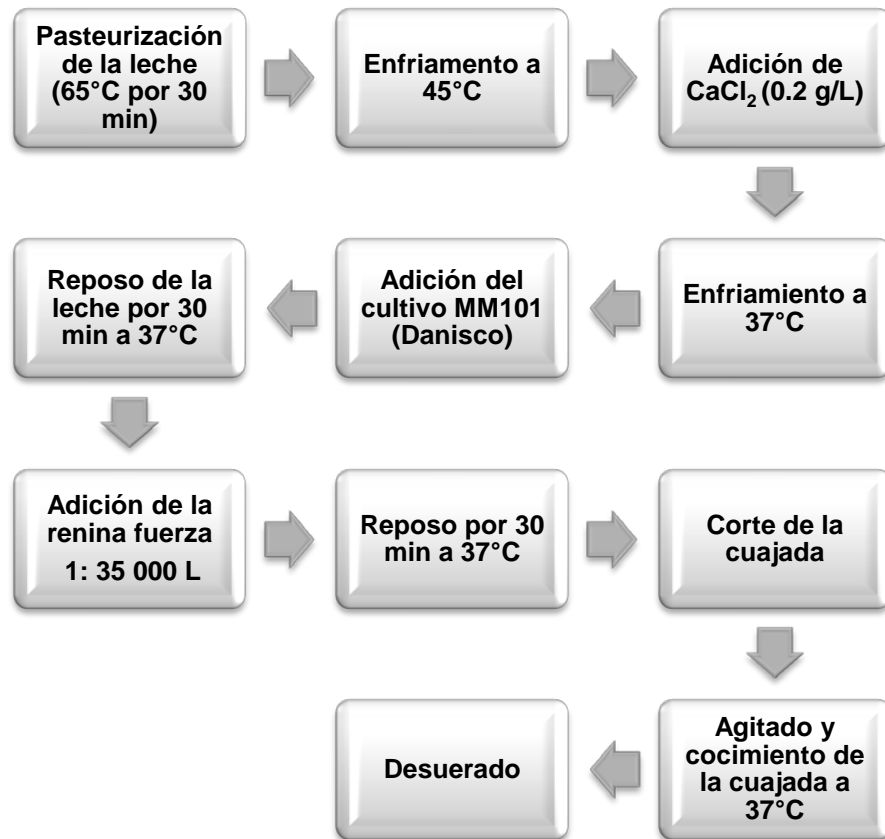 Pasteurización
de la leche
(65°C por 30
min)
Enfriamento a
45°C
Adición de
CaCl₂ (0.2 g/L)
Enfriamiento a
37°C
Adición del
cultivo MM101
(Danisco)
Reposo de la
leche por 30
min a 37°C
Adición de la
renina fuerza
1: 35 000 L
Reposo por 30
min a 37°C
Corte de la
cuajada
Agitado y
cocimiento de
la cuajada a
37°C
Desuerado